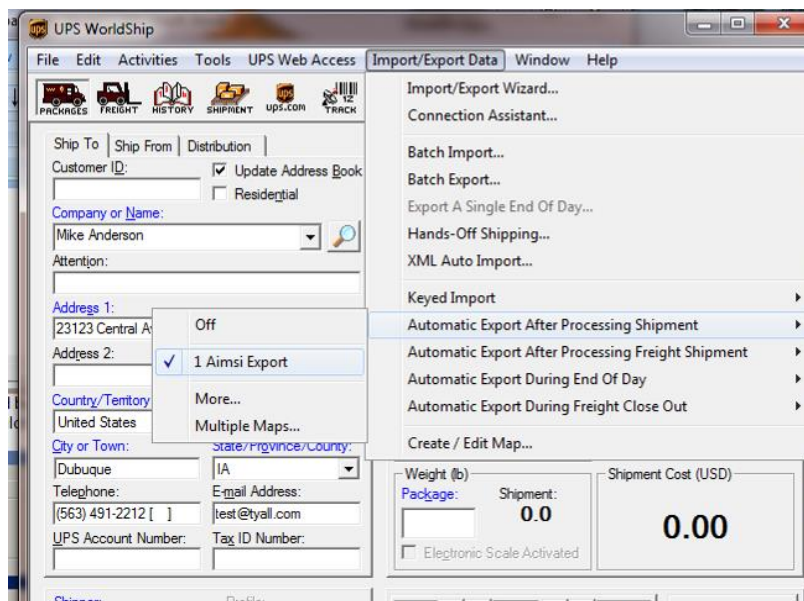 UPS WorldShip
File Edit Activities Tools UPS Web Access Import/Export Data Window Help
PACKAGES FREIGHT HISTORY SHIPMENT ups.com TRACK
Import/Export Wizard...
Connection Assistant...
Batch Import...
Batch Export...
Export A Single End Of Day...
Hands-Off Shipping...
XML Auto Import...
Keyed Import
Automatic Export After Processing Shipment
Automatic Export After Processing Freight Shipment
Automatic Export During End Of Day
Automatic Export During Freight Close Out
Create / Edit Map...
Off
1 Aimsi Export
More...
Multiple Maps...
Ship To Ship From Distribution
Customer ID: Update Address Book
Residential
Company or Name:
Mike Anderson
Attention:
Address 1:
23123 Central A
Address 2:
Country/Territory
United States
City or Town: State/Province/County:
Dubuque IA
Telephone: E-mail Address:
(563) 491-2212 [ ] test@tyall.com
UPS Account Number: Tax ID Number:
Weight (lb) Shipment Cost (USD)
Package: Shipment:
0.0
0.00
Electronic Scale Activated